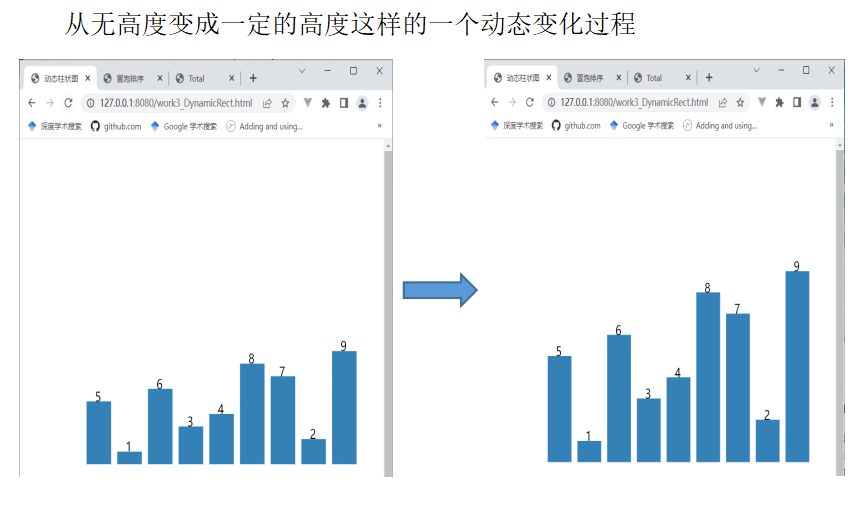 从无高度变成一定的高度这样的一个动态变化过程
动态柱状图 冒泡排序 Total
127.0.0.1:8080/work3_DynamicRect.html
深度学术搜索 github.com Google 学术搜索 Adding and using... »
5 1 6 3 4 8 7 2 9
动态柱状图 冒泡排序 Total
127.0.0.1:8080/work3_DynamicRect.html
深度学术搜索 github.com Google 学术搜索 Adding and using... »
5 1 6 3 4 8 7 2 9